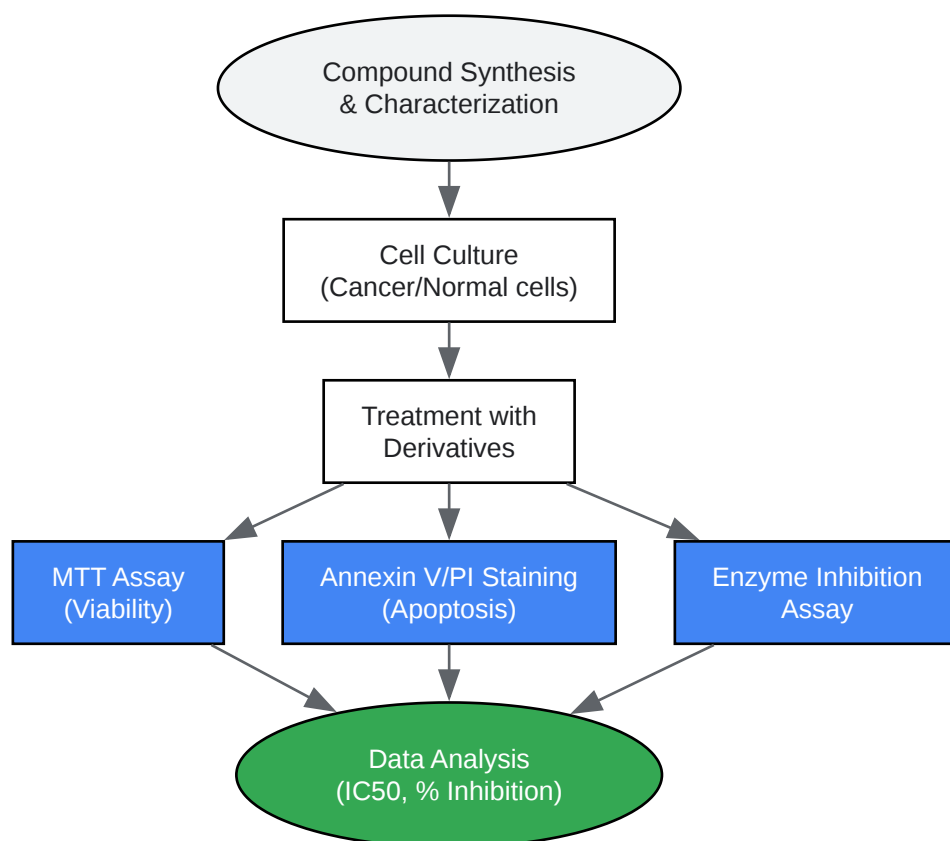 Compound Synthesis
& Characterization
Cell Culture
(Cancer/Normal cells)
Treatment with
Derivatives
MTT Assay
(Viability)
Annexin V/PI Staining
(Apoptosis)
Enzyme Inhibition
Assay
Data Analysis
(IC50, % Inhibition)